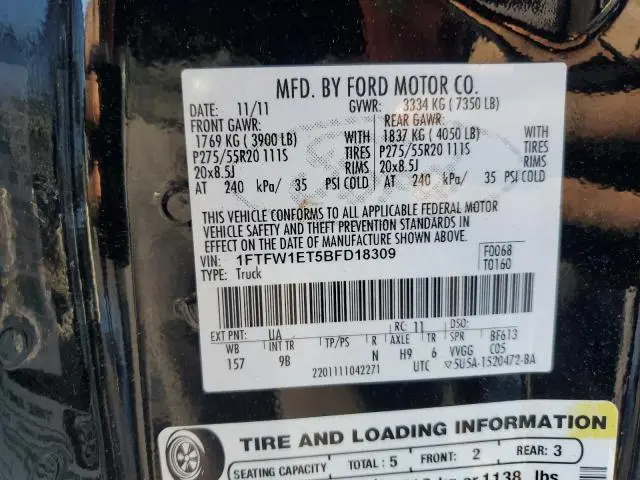 MFD. BY FORD MOTOR CO.
DATE: 11/11 GVWR: 3334 KG ( 7350 LB)
FRONT GAWR: REAR GAWR:
1769 KG ( 3900 LB) WITH 1837 KG ( 4050 LB) WITH
P275/55R20 111S TIRES P275/55R20 111S TIRES
20x8.5J RIMS 20x8.5J RIMS
AT 240 kPa/ 35 PSI COLD AT 240 kPa/ 35 PSI COLD
THIS VEHICLE CONFORMS TO ALL APPLICABLE FEDERAL MOTOR
VEHICLE SAFETY AND THEFT PREVENTION STANDARDS IN
EFFECT ON THE DATE OF MANUFACTURE SHOWN ABOVE.
VIN: 1FTFW1ET5BFD18309 F0068
TYPE: Truck T0160
EXT PNT: UA RC: 11 DSO:
WB INT TR TP/PS R AXLE TR SPR BF613
157 9B N H9 6 VVGG C05
2201111042271 UTC 5U5A-1520472-BA
TIRE AND LOADING INFORMATION
SEATING CAPACITY TOTAL: 5 FRONT: 2 REAR: 3
kg or 1138 lbs